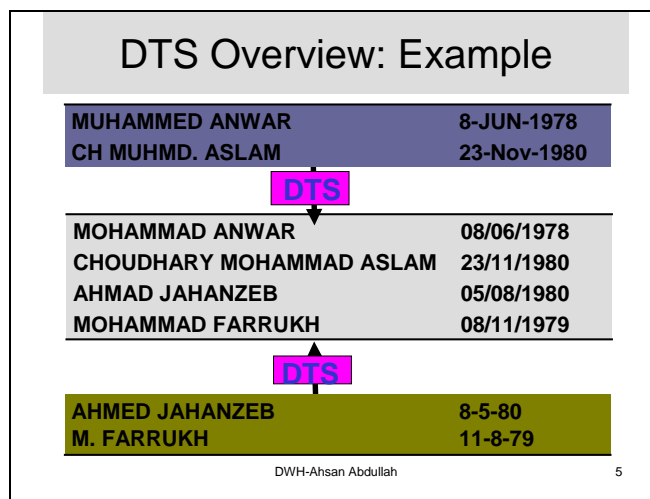 DTS Overview: Example
MUHAMMED ANWAR 8-JUN-1978
CH MUHMD. ASLAM 23-Nov-1980
DTS
MOHAMMAD ANWAR 08/06/1978
CHOUDHARY MOHAMMAD ASLAM 23/11/1980
AHMAD JAHANZEB 05/08/1980
MOHAMMAD FARRUKH 08/11/1979
DTS
AHMED JAHANZEB 8-5-80
M. FARRUKH 11-8-79
DWH-Ahsan Abdullah 5